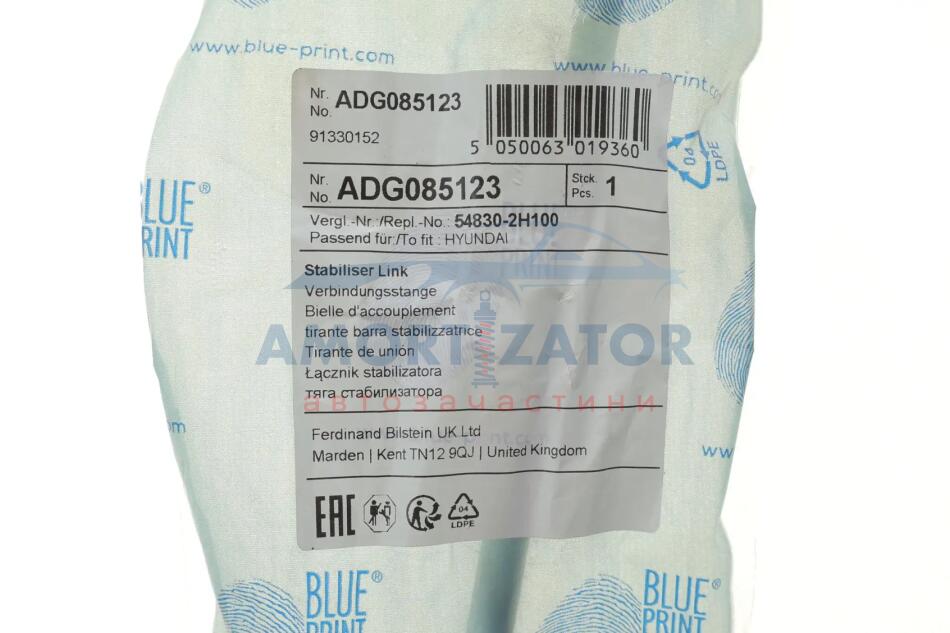 www.blue-print.com
www.blue-print.com
Nr.
No. ADG085123
91330152
5 050063 019360
04
LDPE
Nr.
No. ADG085123
Stck.
Pcs. 1
Vergl.-Nr.:/Repl.-No.: 54830-2H100
Passend für:/To fit : HYUNDAI
BLUE®
PRINT
BLUE
PRINT
Stabiliser Link
Verbindungsstange
Bielle d'accouplement
tirante barra stabilizzatrice
Tirante de unión
Łącznik stabilizatora
тяга стабилизатора
AMORTIZATOR
автозапчастини
Ferdinand Bilstein UK Ltd
Marden | Kent TN12 9QJ | United Kingdom
EAC
04
LDPE
BLUE®
PRINT
BLUE®
PRINT